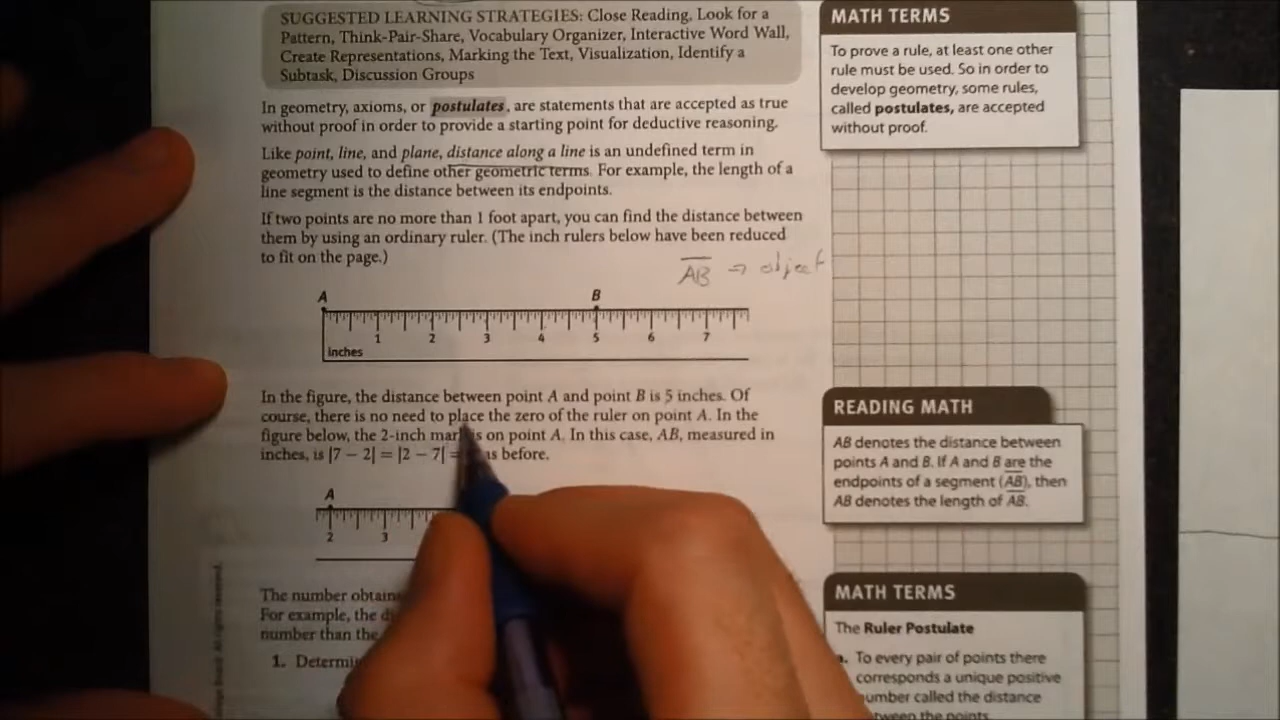 SUGGESTED LEARNING STRATEGIES: Close Reading, Look for a
Pattern, Think-Pair-Share, Vocabulary Organizer, Interactive Word Wall,
Create Representations, Marking the Text, Visualization, Identify a
Subtask, Discussion Groups
In geometry, axioms, or postulates, are statements that are accepted as true
without proof in order to provide a starting point for deductive reasoning.
Like point, line, and plane, distance along a line is an undefined term in
geometry used to define other geometric terms. For example, the length of a
line segment is the distance between its endpoints.
If two points are no more than 1 foot apart, you can find the distance between
them by using an ordinary ruler. (The inch rulers below have been reduced
to fit on the page.)
AB → object
A B
1 2 3 4 5 6 7
inches
In the figure, the distance between point A and point B is 5 inches. Of
course, there is no need to place the zero of the ruler on point A. In the
figure below, the 2-inch mark is on point A. In this case, AB, measured in
inches, is |7 − 2| = |2 − 7| = as before.
A
2 3
The number
For example, the
number than the
1.
MATH TERMS
To prove a rule, at least one other
rule must be used. So in order to
develop geometry, some rules,
called postulates, are accepted
without proof.
READING MATH
AB denotes the distance between
points A and B. If A and B are the
endpoints of a segment (AB), then
AB denotes the length of AB.
MATH TERMS
The Ruler Postulate
a. To every pair of points there
corresponds a unique positive
number called the distance
between the points.